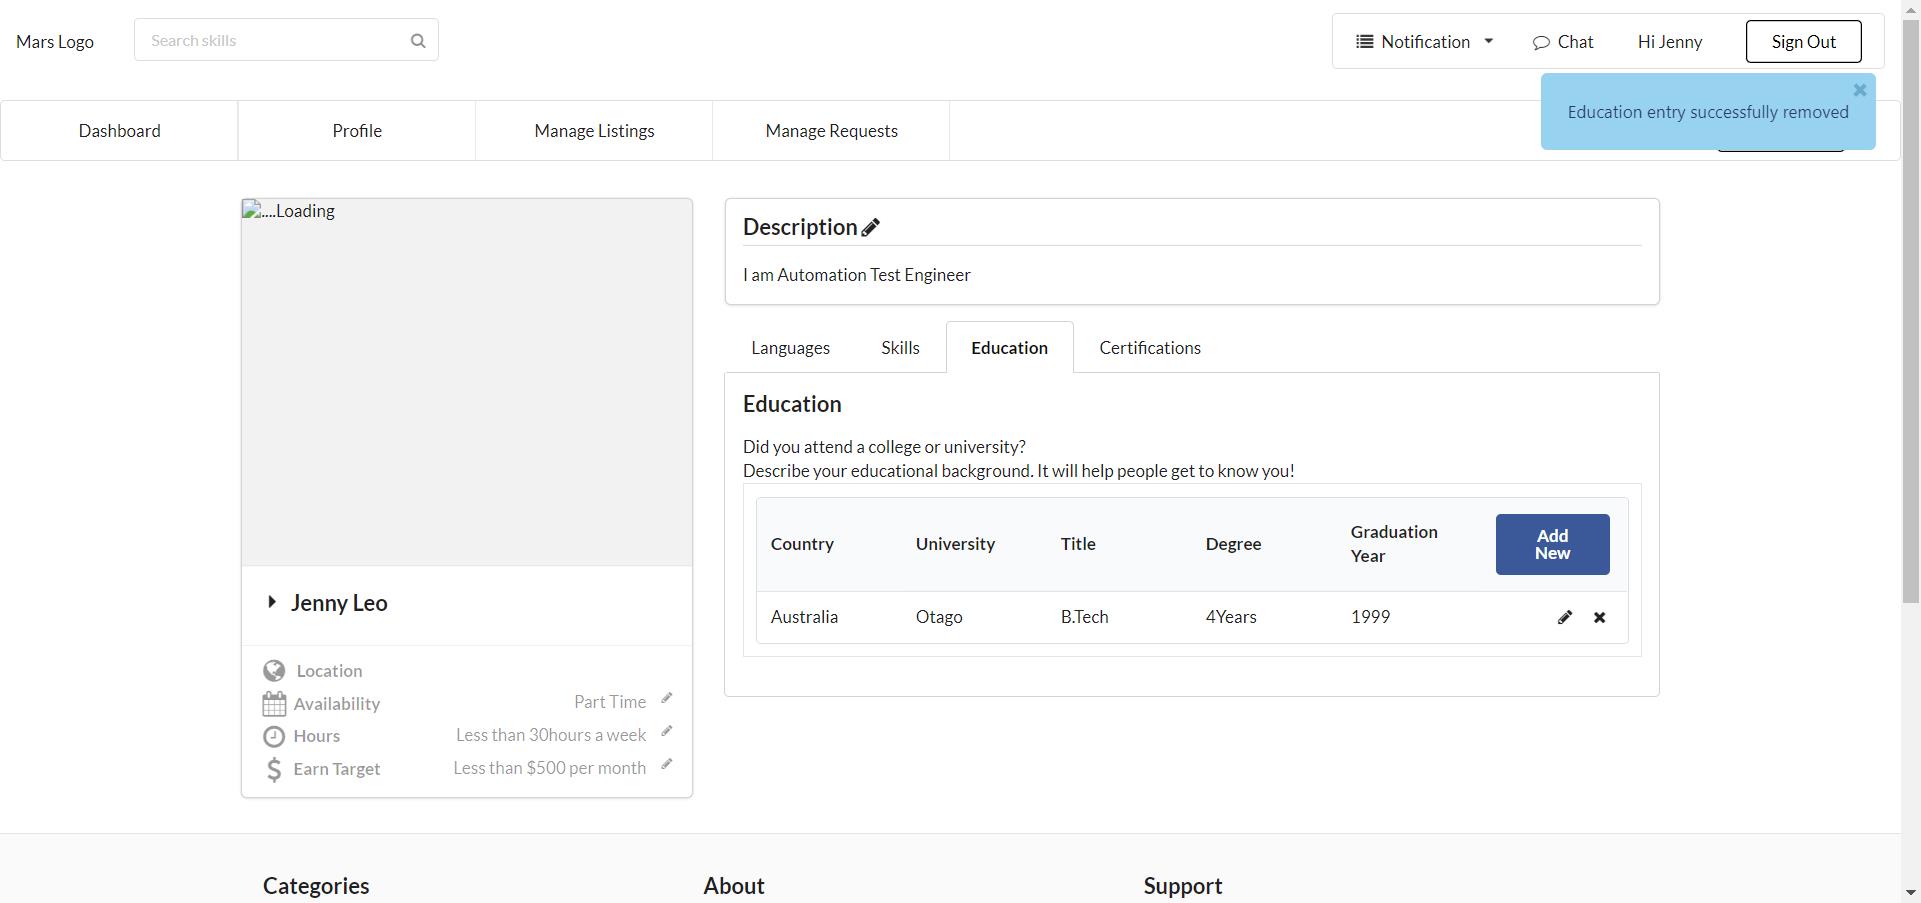 Mars Logo
Search skills
Notification
Chat
Hi Jenny
Sign Out
Education entry successfully removed
Dashboard
Profile
Manage Listings
Manage Requests
....Loading
Description
I am Automation Test Engineer
Languages
Skills
Education
Certifications
Education
Did you attend a college or university?
Describe your educational background. It will help people get to know you!
Country
University
Title
Degree
Graduation
Year
Add
New
Australia
Otago
B.Tech
4Years
1999
Jenny Leo
Location
Availability
Part Time
Hours
Less than 30hours a week
Earn Target
Less than $500 per month
Categories
About
Support